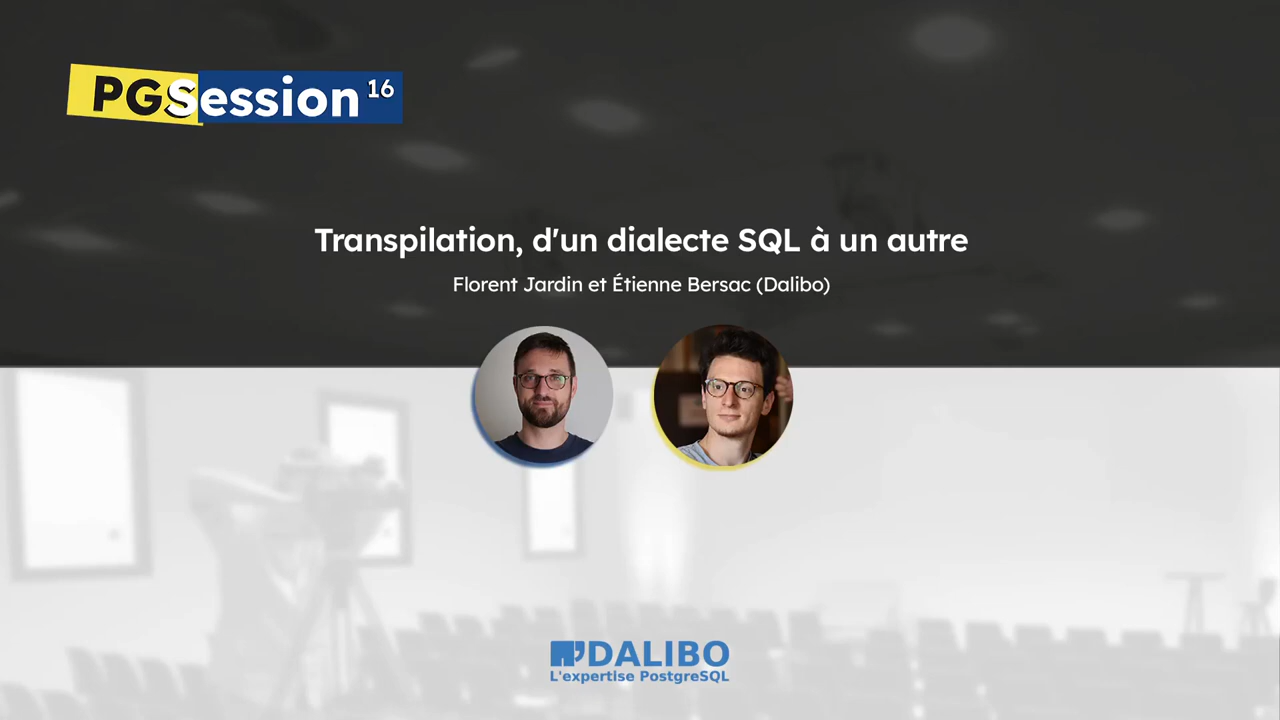 PGSession 16
Transpilation, d'un dialecte SQL à un autre
Florent Jardin et Étienne Bersac (Dalibo)
DALIBO
L'expertise PostgreSQL